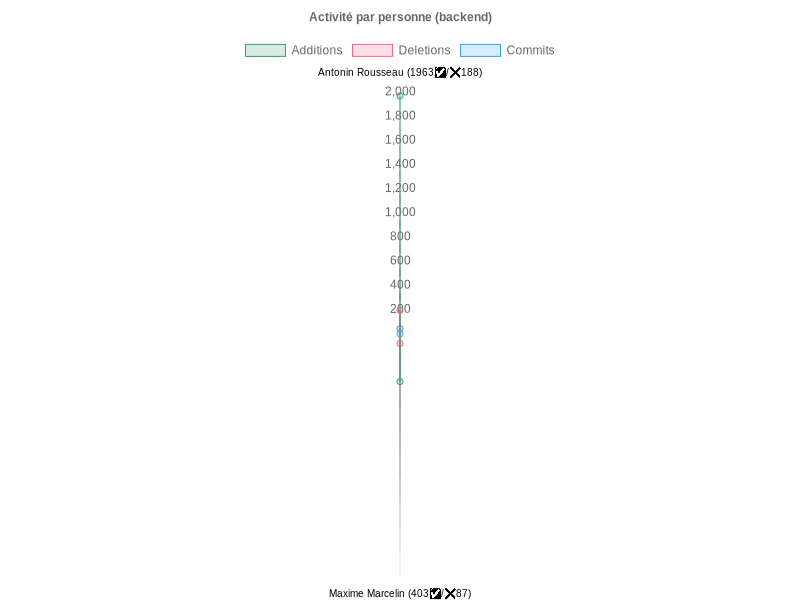 Activité par personne (backend)
Additions Deletions Commits
Antonin Rousseau (1963✅/❌188)
2,000
1,800
1,600
1,400
1,200
1,000
800
600
400
200
Maxime Marcelin (403✅/❌87)